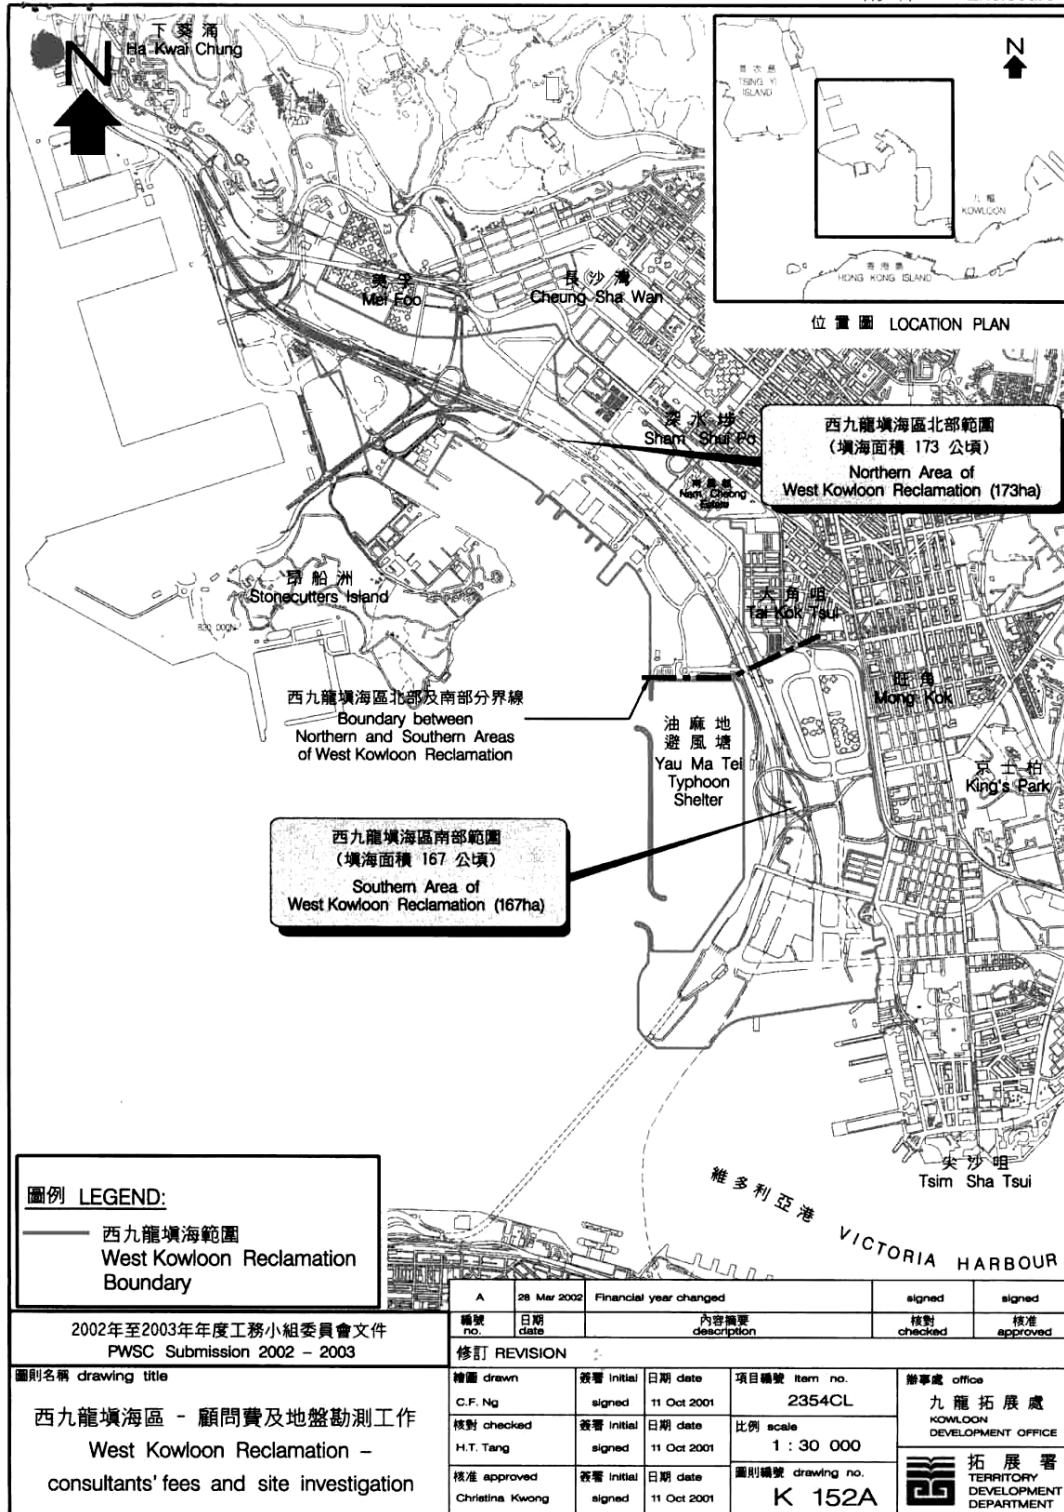 下葵涌
Ha Kwai Chung
N
N
青衣島
TSING YI
ISLAND
九龍
KOWLOON
香港島
HONG KONG ISLAND
位置圖 LOCATION PLAN
美孚
Mei Foo
長沙灣
Cheung Sha Wan
深水埗
Sham Shui Po
西九龍填海區北部範圍
(填海面積 173 公頃)
Northern Area of
West Kowloon Reclamation (173ha)
南昌邨
Nam Cheong
Estate
昂船洲
Stonecutters Island
820 000N
大角咀
Tai Kok Tsui
旺角
Mong Kok
西九龍填海區北部及南部分界線
Boundary between
Northern and Southern Areas
of West Kowloon Reclamation
油麻地
避風塘
Yau Ma Tei
Typhoon
Shelter
京士柏
King's Park
西九龍填海區南部範圍
(填海面積 167 公頃)
Southern Area of
West Kowloon Reclamation (167ha)
尖沙咀
Tsim Sha Tsui
維多利亞港 VICTORIA HARBOUR
圖例 LEGEND:
西九龍填海範圍
West Kowloon Reclamation
Boundary
A 28 Mar 2002 Financial year changed signed signed
編號 日期 內容摘要 核對 核准
no. date description checked approved
修訂 REVISION
2002年至2003年年度工務小組委員會文件
PWSC Submission 2002 - 2003
圖則名稱 drawing title
西九龍填海區 - 顧問費及地盤勘測工作
West Kowloon Reclamation -
consultants' fees and site investigation
繪圖 drawn 簽署 initial 日期 date 項目編號 item no.
C.F. Ng signed 11 Oct 2001 2354CL
核對 checked 簽署 initial 日期 date 比例 scale
H.T. Tang signed 11 Oct 2001 1 : 30 000
核准 approved 簽署 initial 日期 date 圖則編號 drawing no.
Christina Kwong signed 11 Oct 2001 K 152A
辦事處 office
九龍拓展處
KOWLOON
DEVELOPMENT OFFICE
拓展署
TERRITORY
DEVELOPMENT
DEPARTMENT